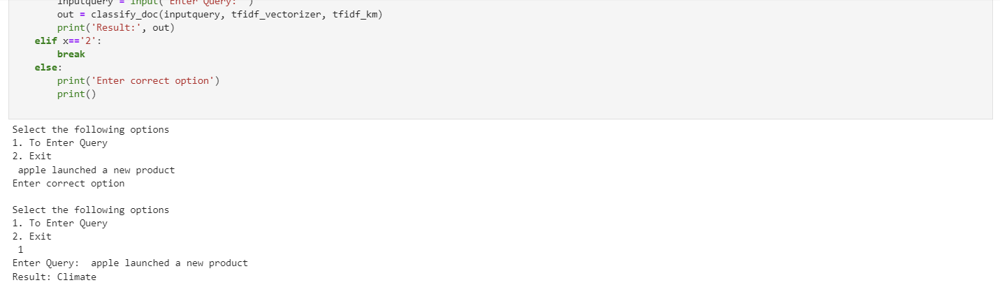 inputquery = input("Enter Query: ")
out = classify_doc(inputquery, tfidf_vectorizer, tfidf_km)
print('Result:', out)
elif x=='2':
break
else:
print('Enter correct option')
print()
Select the following options
1. To Enter Query
2. Exit
apple launched a new product
Enter correct option
Select the following options
1. To Enter Query
2. Exit
1
Enter Query: apple launched a new product
Result: Climate